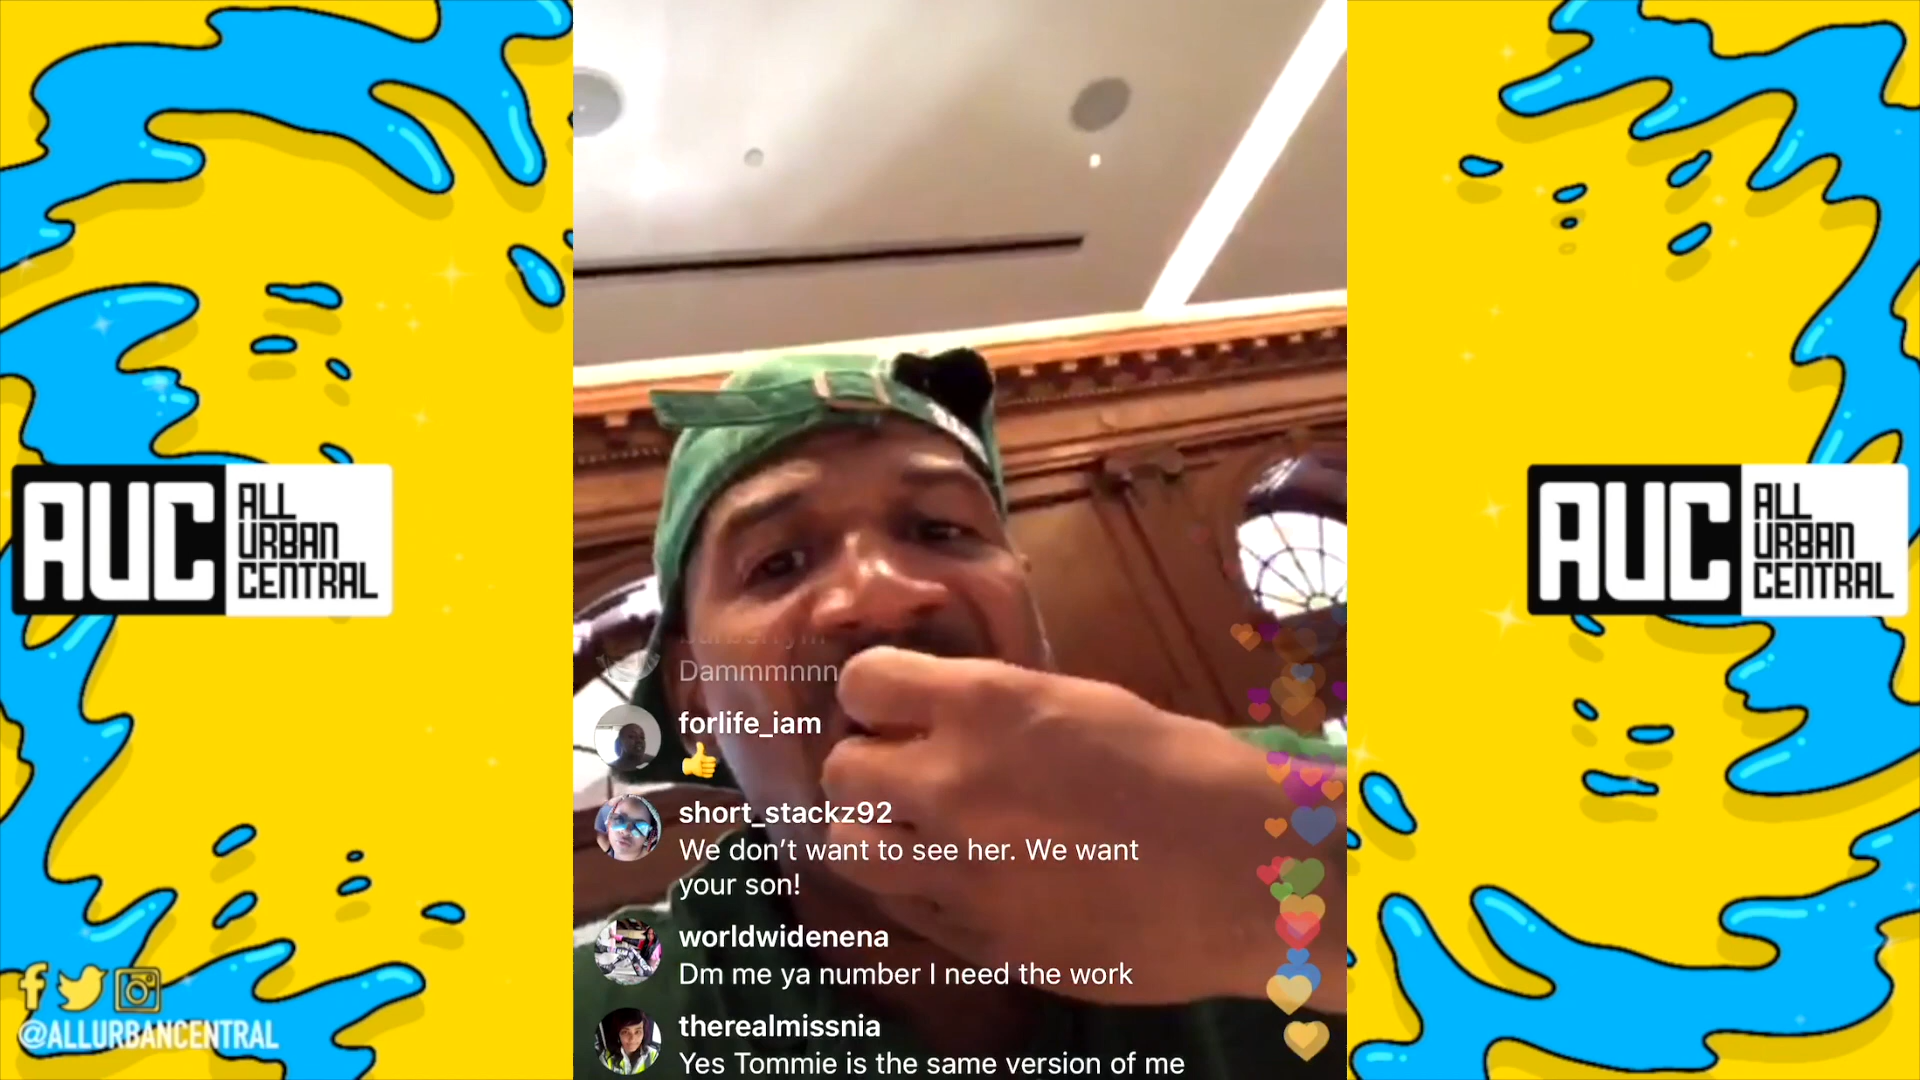 AUC
ALL
URBAN
CENTRAL
AUC
ALL
URBAN
CENTRAL
Dammmnnn
forlife_iam
👍
short_stackz92
We don’t want to see her. We want
your son!
worldwidenena
Dm me ya number I need the work
therealmissnia
Yes Tommie is the same version of me
@ALLURBANCENTRAL